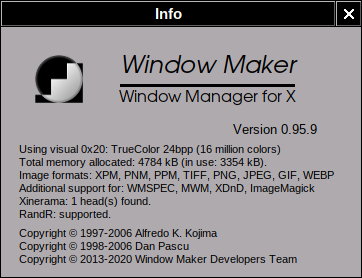 Info
Window Maker
Window Manager for X
Version 0.95.9
Using visual 0x20: TrueColor 24bpp (16 million colors)
Total memory allocated: 4784 kB (in use: 3354 kB).
Image formats: XPM, PNM, PPM, TIFF, PNG, JPEG, GIF, WEBP
Additional support for: WMSPEC, MWM, XDnD, ImageMagick
Xinerama: 1 head(s) found.
RandR: supported.
Copyright © 1997-2006 Alfredo K. Kojima
Copyright © 1998-2006 Dan Pascu
Copyright © 2013-2020 Window Maker Developers Team